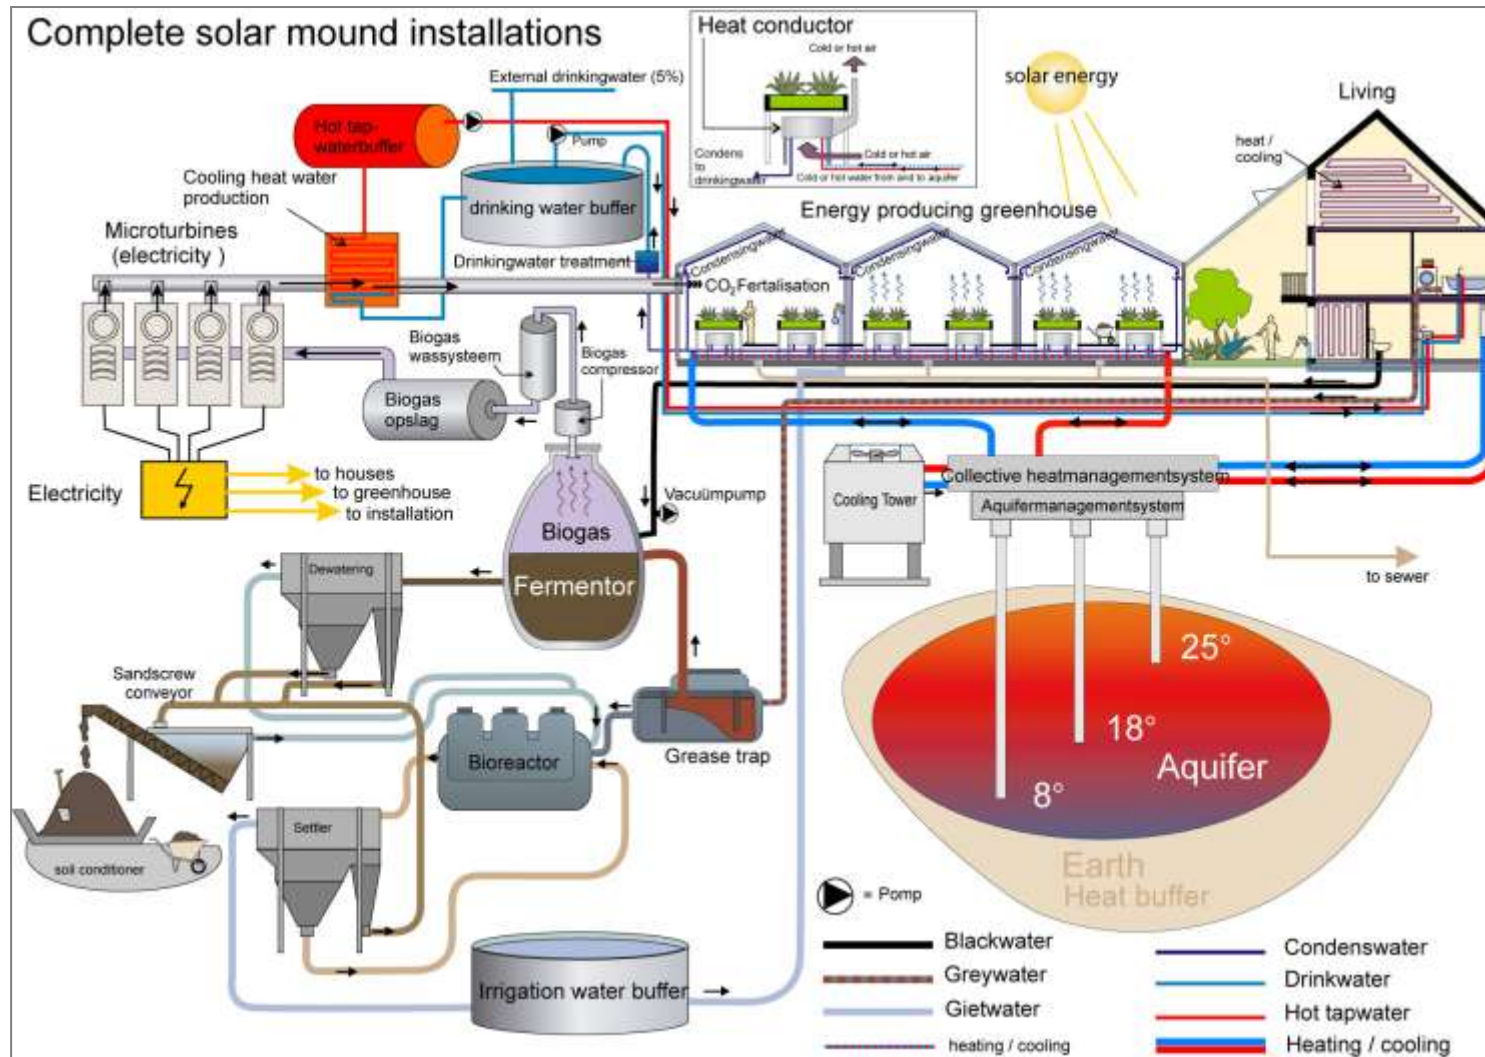 Complete solar mound installations
Heat conductor
Cold or hot air
Condens
to
drinkingwater
Cold or hot air
Cold or hot water from and to aquifer
solar energy
Living
heat /
cooling
External drinkingwater (5%)
Hot tap-
waterbuffer
Pump
Cooling heat water
production
drinking water buffer
Energy producing greenhouse
Microturbines
(electricity )
Drinkingwater treatment
Condensingwater
Condensingwater
Condensingwater
CO2 Fertalisation
Biogas
wassysteem
Biogas
compressor
Biogas
opslag
Electricity
to houses
to greenhouse
to installation
Vacuümpump
Biogas
Fermentor
Cooling Tower
Collective heatmanagementsystem
Aquifermanagementsystem
to sewer
Dewatering
Sandscrew
conveyor
Grease trap
Bioreactor
Settler
soil conditioner
Irrigation water buffer
25°
18°
8°
Aquifer
Earth
Heat buffer
= Pomp
Blackwater
Greywater
Gietwater
heating / cooling
Condenswater
Drinkwater
Hot tapwater
Heating / cooling